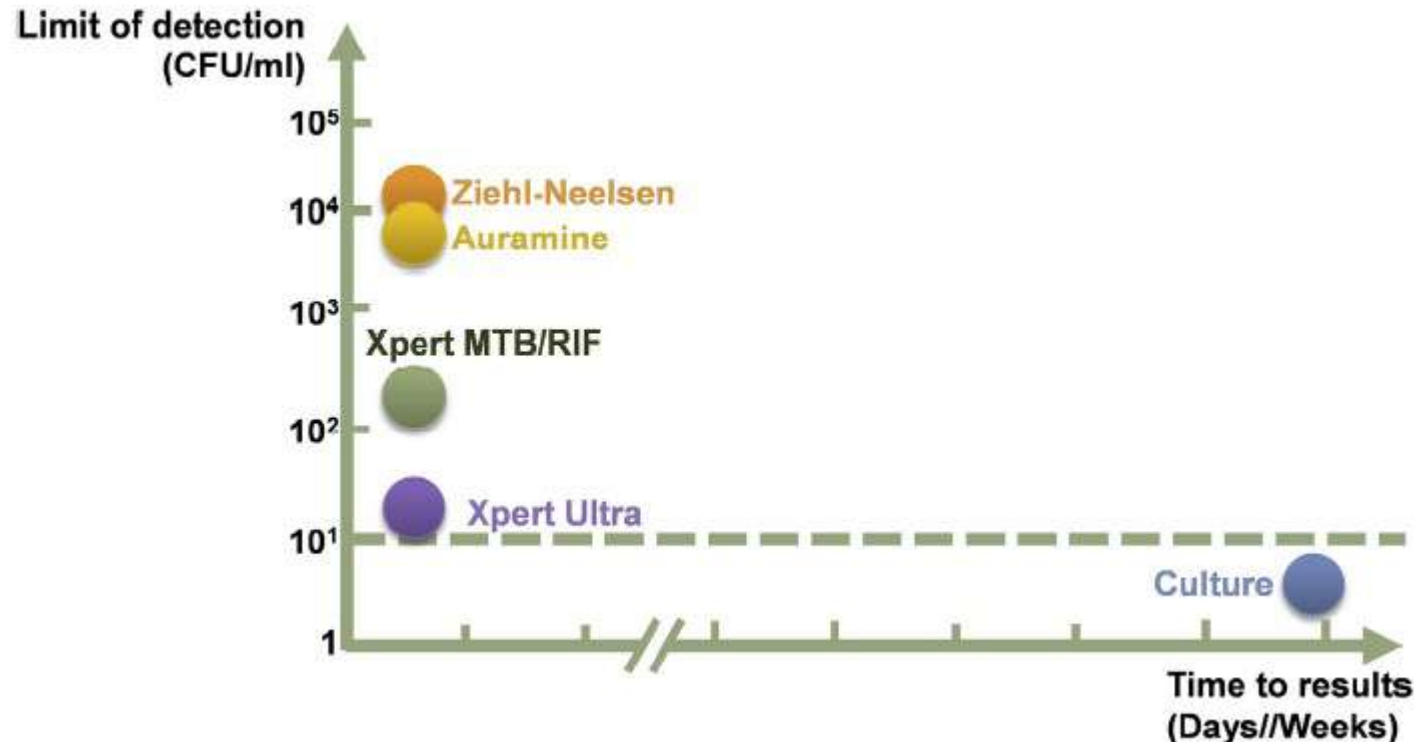 Limit of detection
(CFU/ml)
10⁵
Ziehl-Neelsen
10⁴
Auramine
10³
Xpert MTB/RIF
10²
Xpert Ultra
10¹
Culture
1
Time to results
(Days//Weeks)